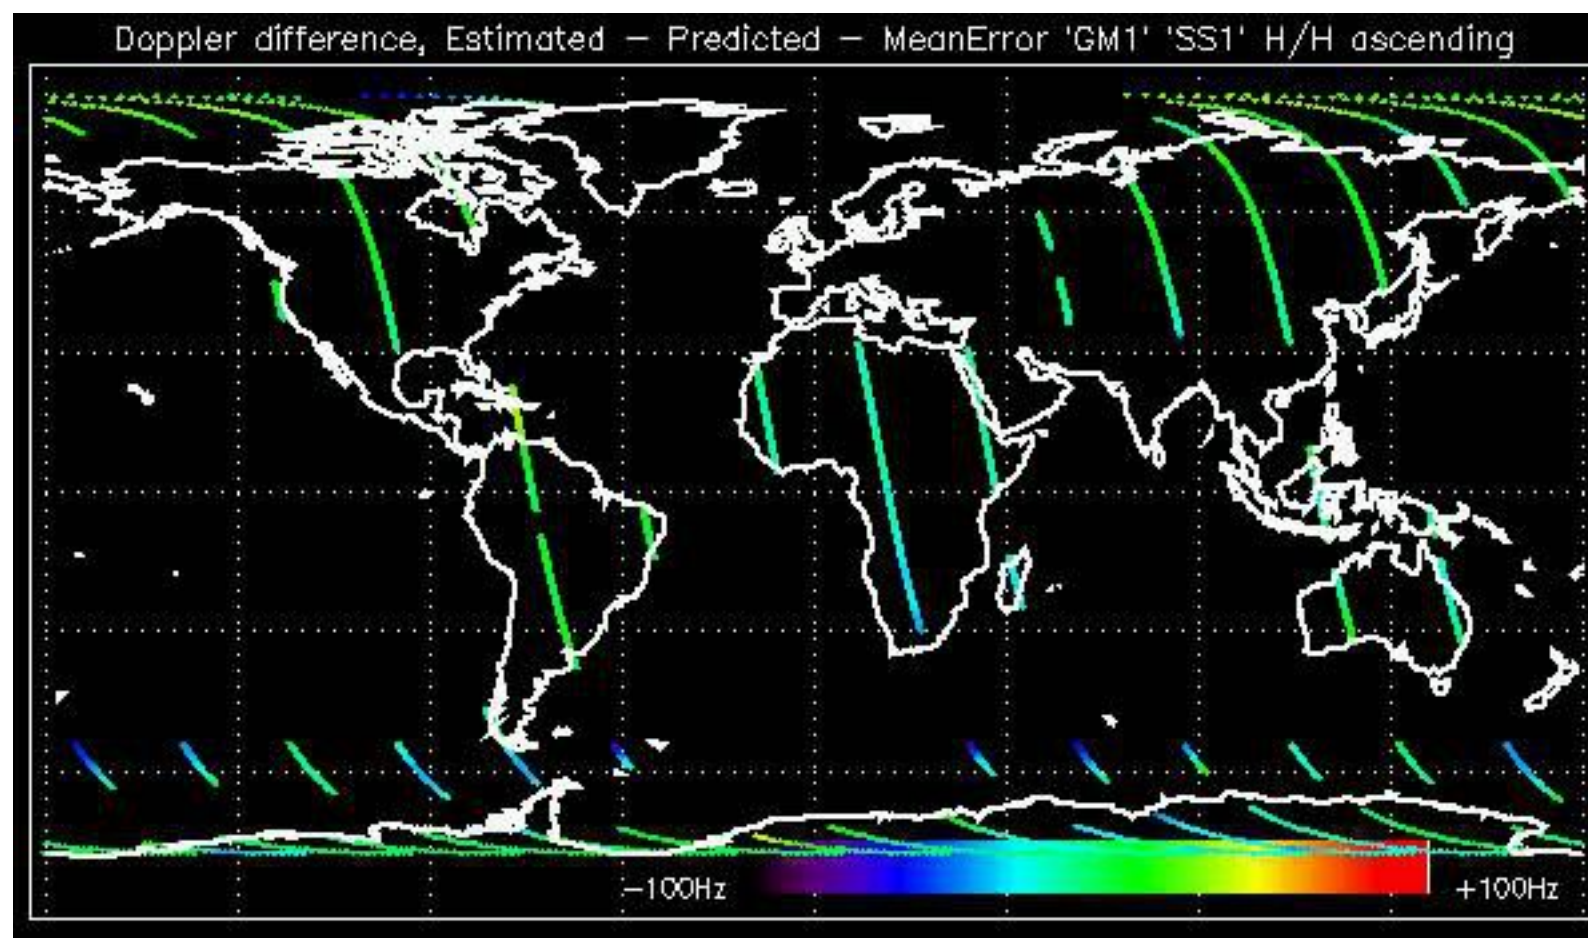 Doppler difference, Estimated – Predicted – MeanError 'GM1' 'SS1' H/H ascending
–100Hz +100Hz